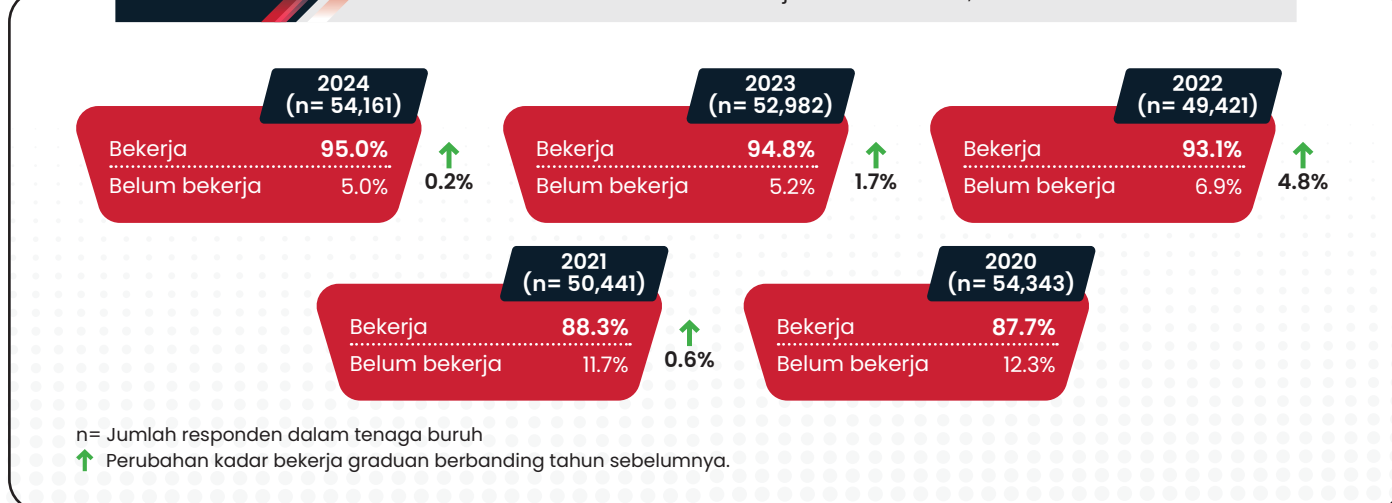 2024
(n= 54,161)
Bekerja 95.0%
Belum bekerja 5.0%
0.2%
2023
(n= 52,982)
Bekerja 94.8%
Belum bekerja 5.2%
1.7%
2022
(n= 49,421)
Bekerja 93.1%
Belum bekerja 6.9%
4.8%
2021
(n= 50,441)
Bekerja 88.3%
Belum bekerja 11.7%
0.6%
2020
(n= 54,343)
Bekerja 87.7%
Belum bekerja 12.3%
n= Jumlah responden dalam tenaga buruh
Perubahan kadar bekerja graduan berbanding tahun sebelumnya.